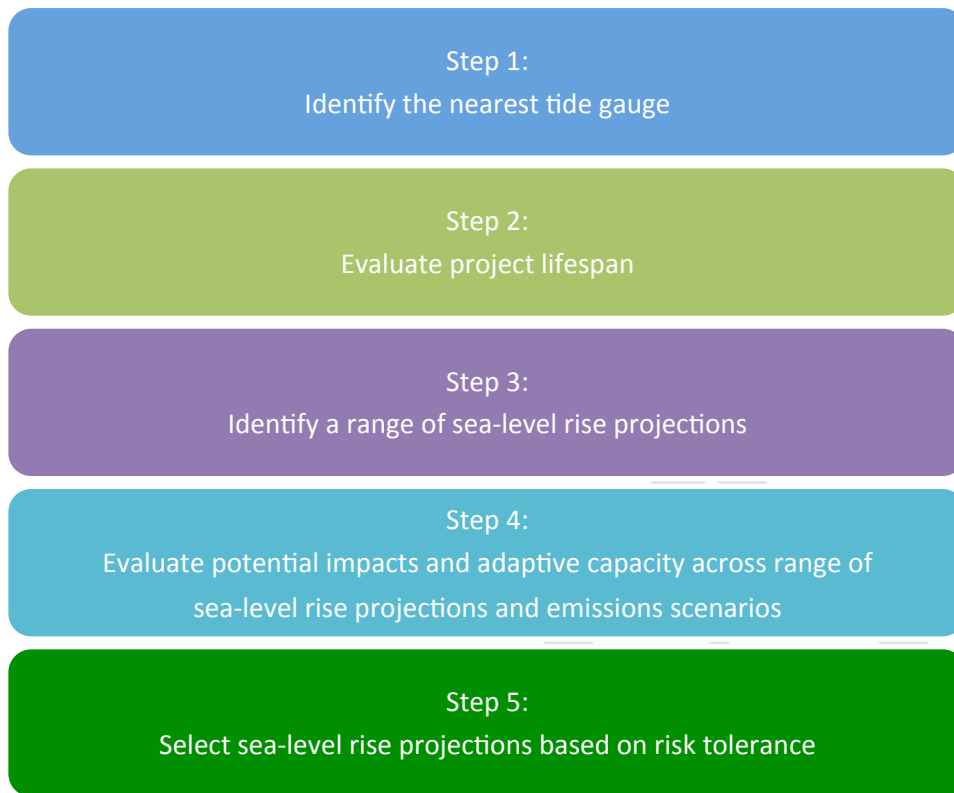 Step 1:
Identify the nearest tide gauge
Step 2:
Evaluate project lifespan
Step 3:
Identify a range of sea-level rise projections
Step 4:
Evaluate potential impacts and adaptive capacity across range of
sea-level rise projections and emissions scenarios
Step 5:
Select sea-level rise projections based on risk tolerance